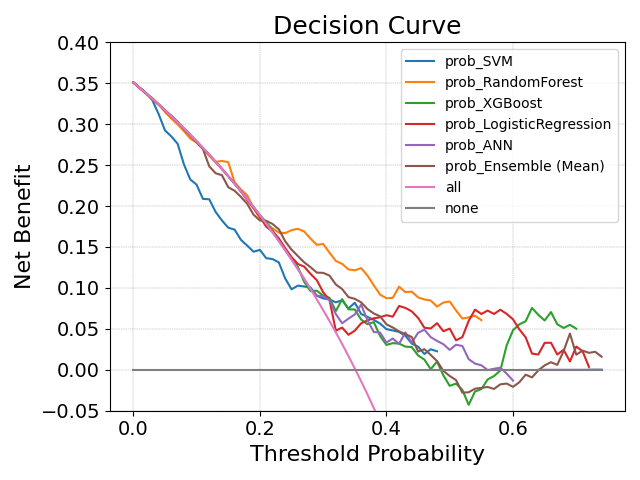 Decision Curve
Net Benefit
0.40
0.35
0.30
0.25
0.20
0.15
0.10
0.05
0.00
−0.05
prob_SVM
prob_RandomForest
prob_XGBoost
prob_LogisticRegression
prob_ANN
prob_Ensemble (Mean)
all
none
0.0 0.2 0.4 0.6
Threshold Probability